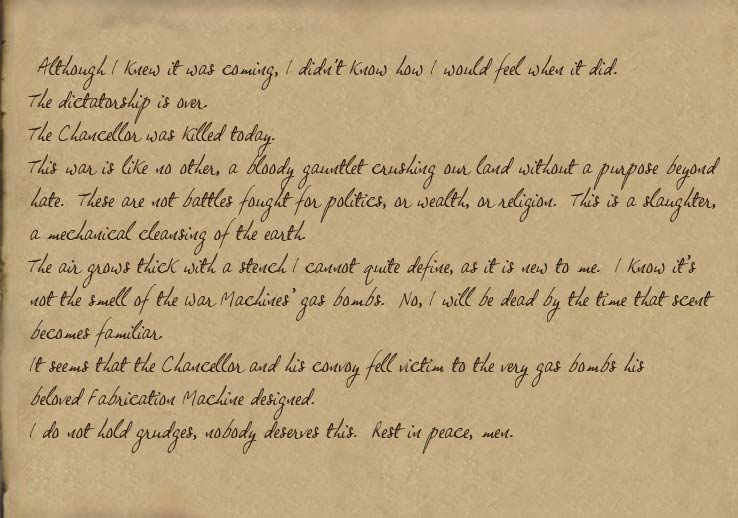 Although I knew it was coming, I didn't know how I would feel when it did.
The dictatorship is over.
The Chancellor was killed today.
This war is like no other, a bloody gauntlet crushing our land without a purpose beyond
hate. These are not battles fought for politics, or wealth, or religion. This is a slaughter,
a mechanical cleansing of the earth.
The air grows thick with a stench I cannot quite define, as it is new to me. I know it's
not the smell of the War Machines' gas bombs. No, I will be dead by the time that scent
becomes familiar.
It seems that the Chancellor and his convoy fell victim to the very gas bombs his
beloved Fabrication Machine designed.
I do not hold grudges, nobody deserves this. Rest in peace, men.